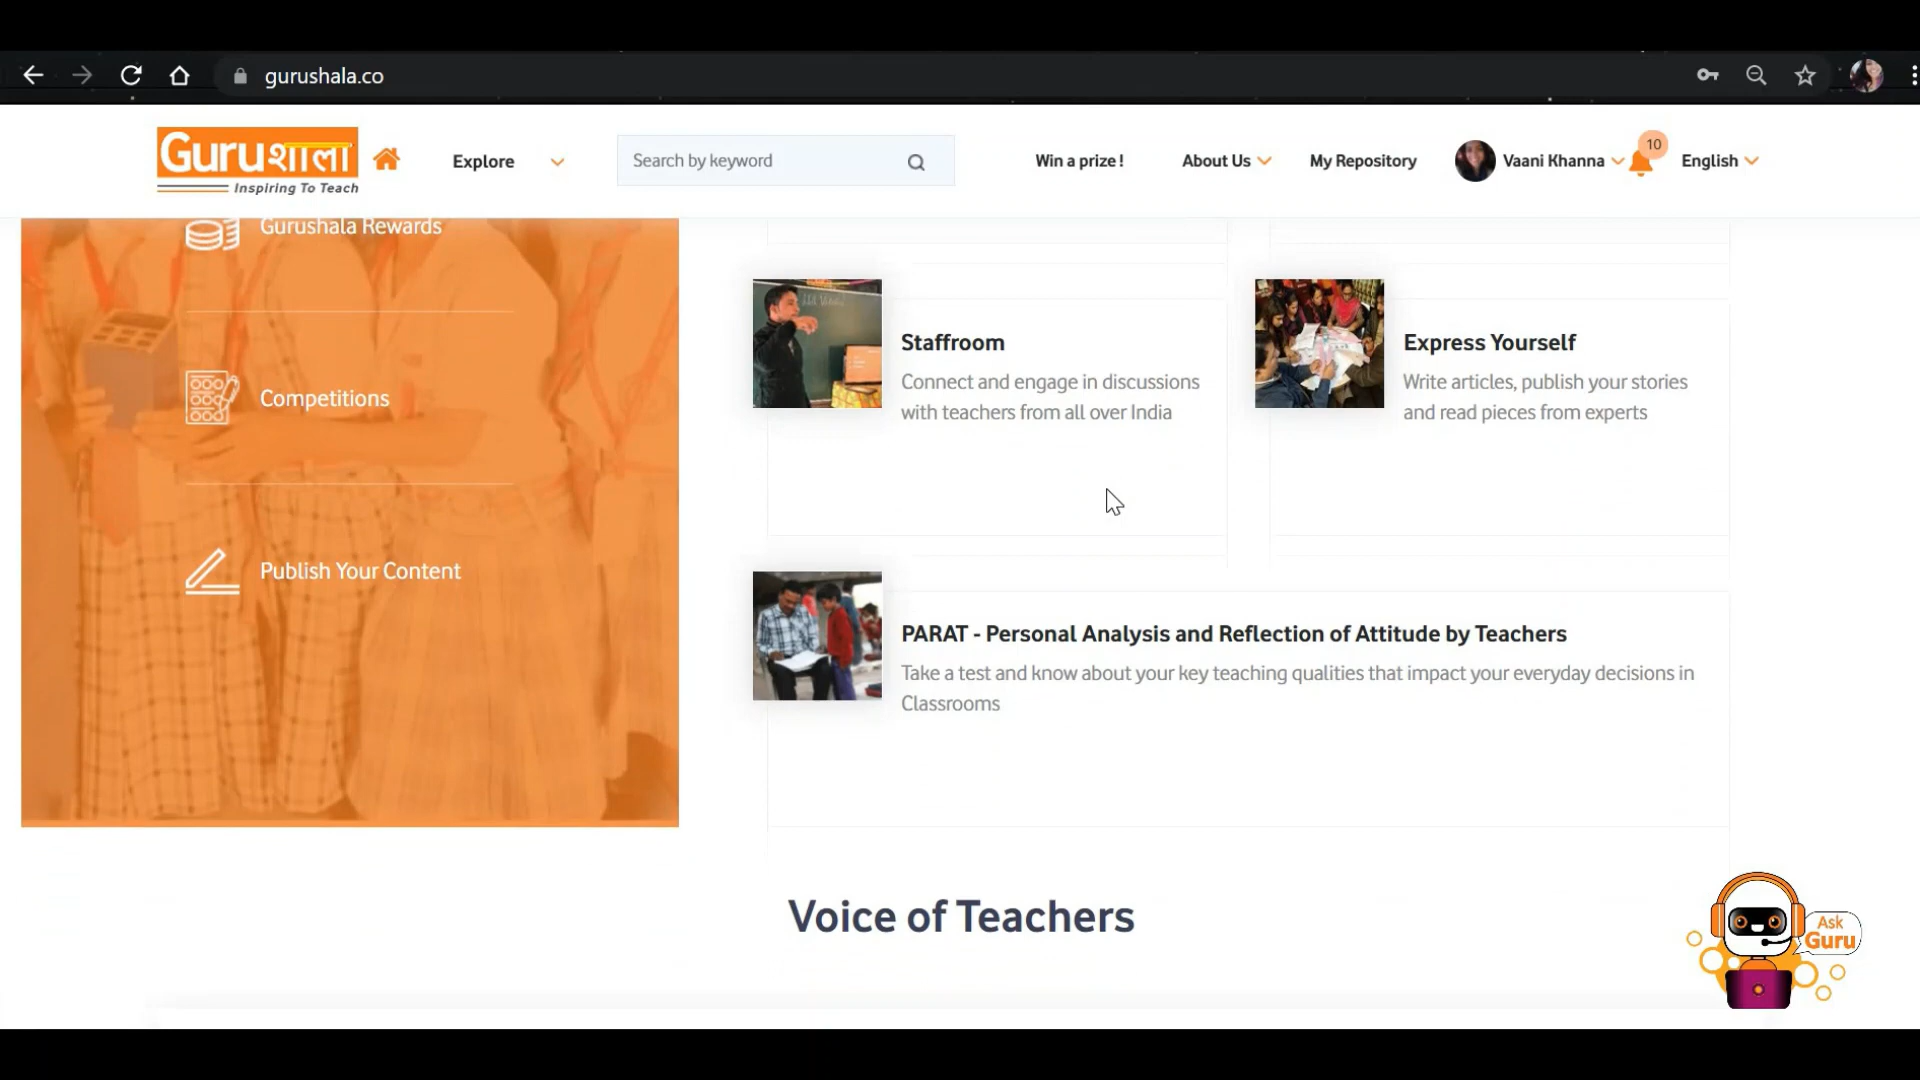 gurushala.co
Guruशाला
Inspiring To Teach
Explore
Search by keyword
Win a prize!
About Us
My Repository
Vaani Khanna
10
English
Gurushala Rewards
Competitions
Publish Your Content
Staffroom
Connect and engage in discussions
with teachers from all over India
Express Yourself
Write articles, publish your stories
and read pieces from experts
PARAT - Personal Analysis and Reflection of Attitude by Teachers
Take a test and know about your key teaching qualities that impact your everyday decisions in
Classrooms
Voice of Teachers
Ask
Guru